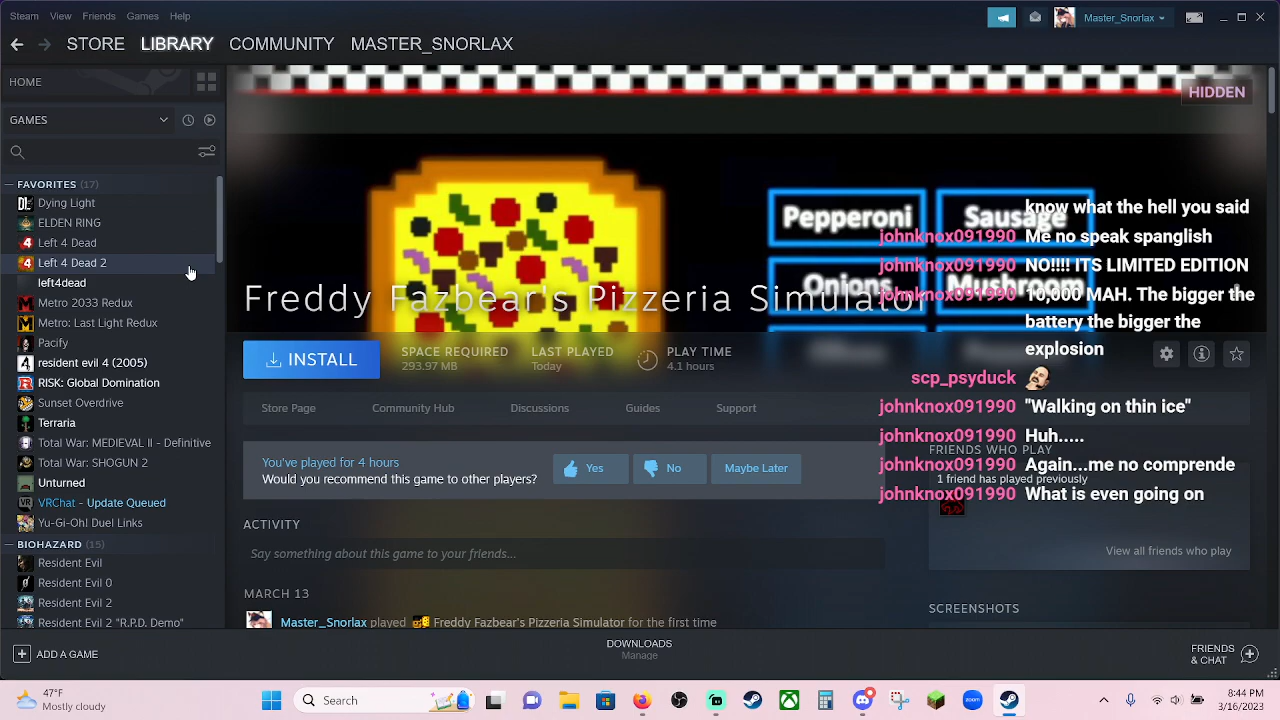 Steam View Friends Games Help
Master_Snorlax
STORE LIBRARY COMMUNITY MASTER_SNORLAX
HOME
HIDDEN
GAMES
FAVORITES (17)
Dying Light
ELDEN RING
Left 4 Dead
Left 4 Dead 2
left4dead
Metro 2033 Redux
Metro: Last Light Redux
Pacify
resident evil 4 (2005)
RISK: Global Domination
Sunset Overdrive
Terraria
Total War: MEDIEVAL II - Definitive
Total War: SHOGUN 2
Unturned
VRChat - Update Queued
Yu-Gi-Oh! Duel Links
BIOHAZARD (15)
Resident Evil
Resident Evil 0
Resident Evil 2
Resident Evil 2 "R.P.D. Demo"
Pepperoni Sausage
Onions Mushroom
Freddy Fazbear's Pizzeria Simulator
INSTALL
SPACE REQUIRED
293.97 MB
LAST PLAYED
Today
PLAY TIME
4.1 hours
Store Page Community Hub Discussions Guides Support
You've played for 4 hours
Would you recommend this game to other players?
Yes No Maybe Later
ACTIVITY
Say something about this game to your friends...
MARCH 13
Master_Snorlax played Freddy Fazbear's Pizzeria Simulator for the first time
know what the hell you said
johnknox091990 Me no speak spanglish
johnknox091990 NO!!!! ITS LIMITED EDITION
johnknox091990 10,000 MAH. The bigger the
battery the bigger the
explosion
scp_psyduck
johnknox091990 "Walking on thin ice"
johnknox091990 Huh.....
johnknox091990 Again...me no comprende
johnknox091990 What is even going on
FRIENDS WHO PLAY
1 friend has played previously
View all friends who play
SCREENSHOTS
ADD A GAME
DOWNLOADS
Manage
FRIENDS
& CHAT
47°F
Mostly cloudy
Search
zoom
3:44 PM
3/16/2023